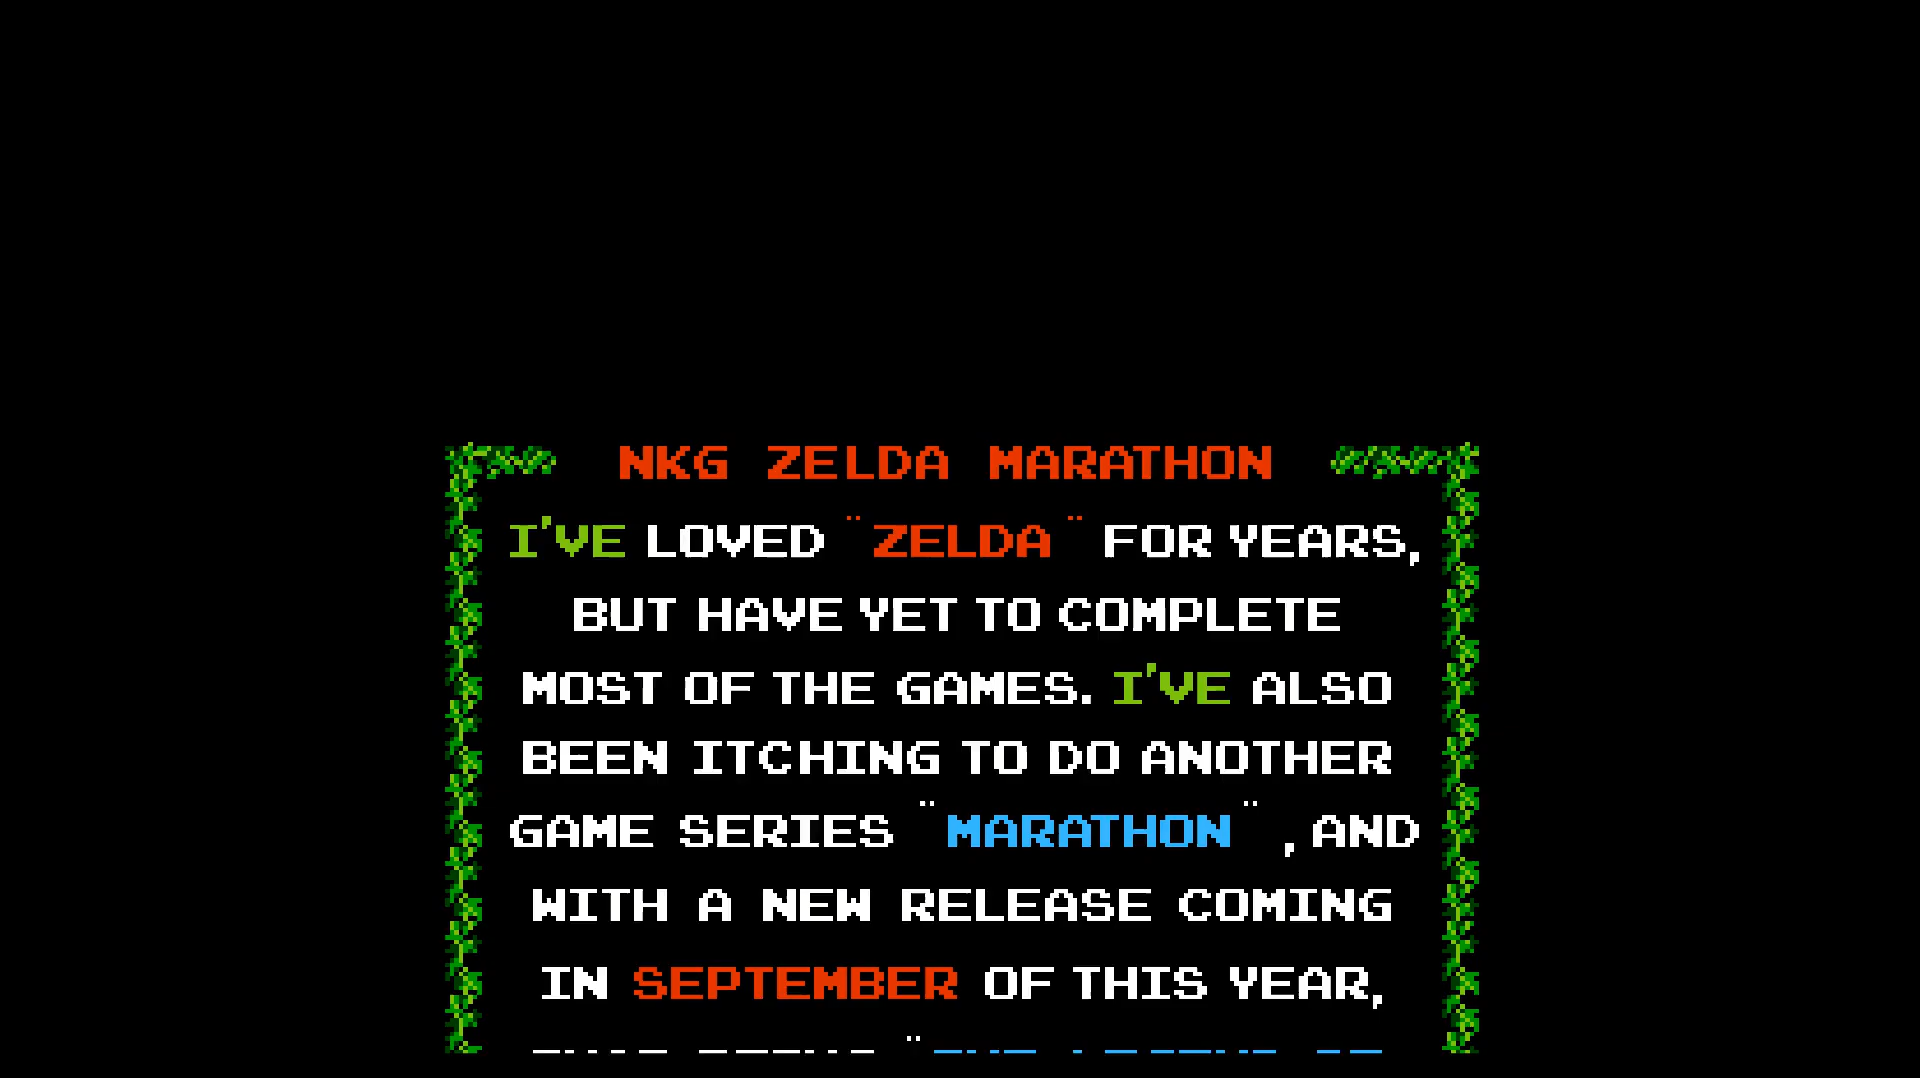 NKG ZELDA MARATHON
I'VE LOVED ¨ZELDA¨ FOR YEARS,
BUT HAVE YET TO COMPLETE
MOST OF THE GAMES. I'VE ALSO
BEEN ITCHING TO DO ANOTHER
GAME SERIES ¨MARATHON¨, AND
WITH A NEW RELEASE COMING
IN SEPTEMBER OF THIS YEAR,